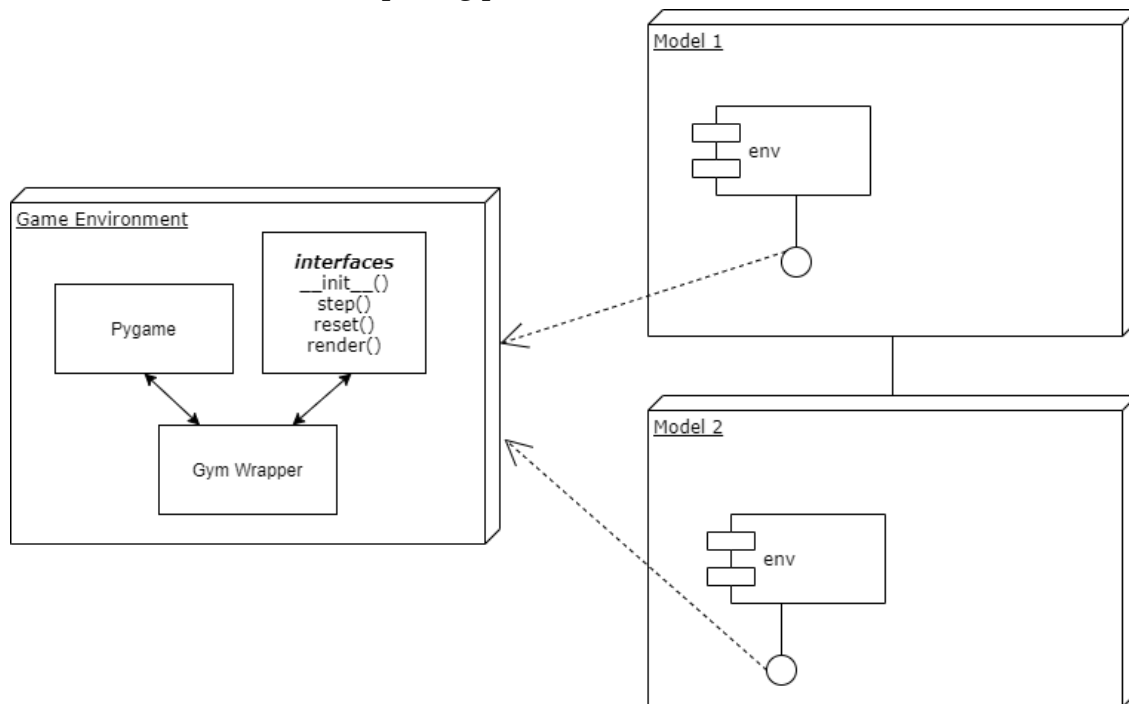 Model 1
env
Game Environment
interfaces
__init__()
step()
reset()
render()
Pygame
Gym Wrapper
Model 2
env